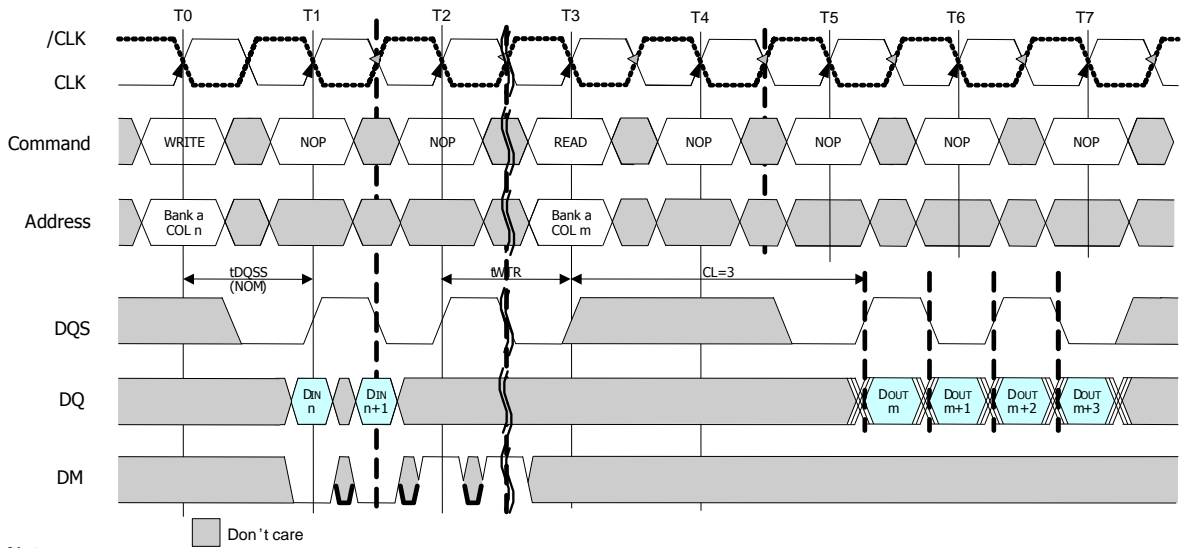 T0 T1 T2 T3 T4 T5 T6 T7
/CLK
CLK
Command WRITE NOP NOP READ NOP NOP NOP NOP
Address Bank a COL n Bank a COL m
tDQSS (NOM) tWTR CL=3
DQS
DQ DIN n DIN n+1 DOUT m DOUT m+1 DOUT m+2 DOUT m+3
DM
Don't care